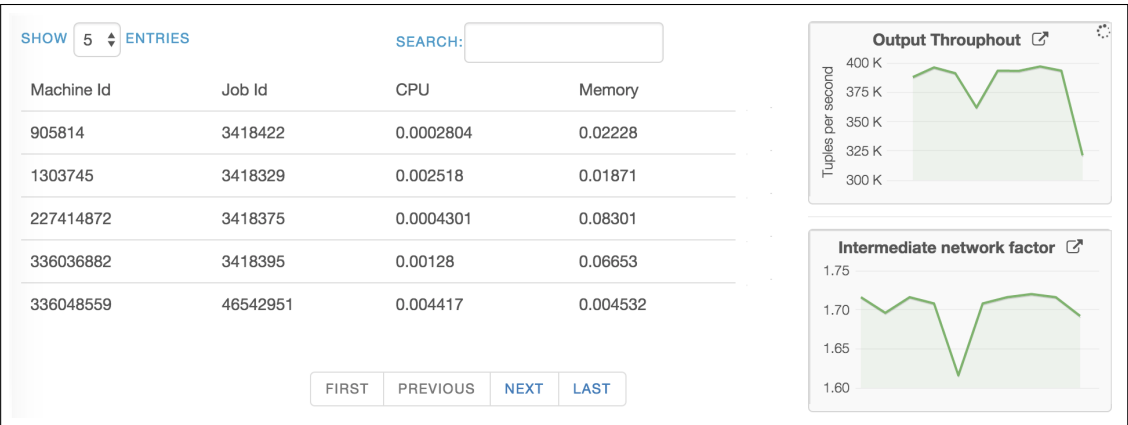 SHOW 5 ENTRIES
SEARCH:
Machine Id Job Id CPU Memory
905814 3418422 0.0002804 0.02228
1303745 3418329 0.002518 0.01871
227414872 3418375 0.0004301 0.08301
336036882 3418395 0.00128 0.06653
336048559 46542951 0.004417 0.004532
FIRST PREVIOUS NEXT LAST
Output Throughout
Tuples per second
400 K
375 K
350 K
325 K
300 K
Intermediate network factor
1.75
1.70
1.65
1.60